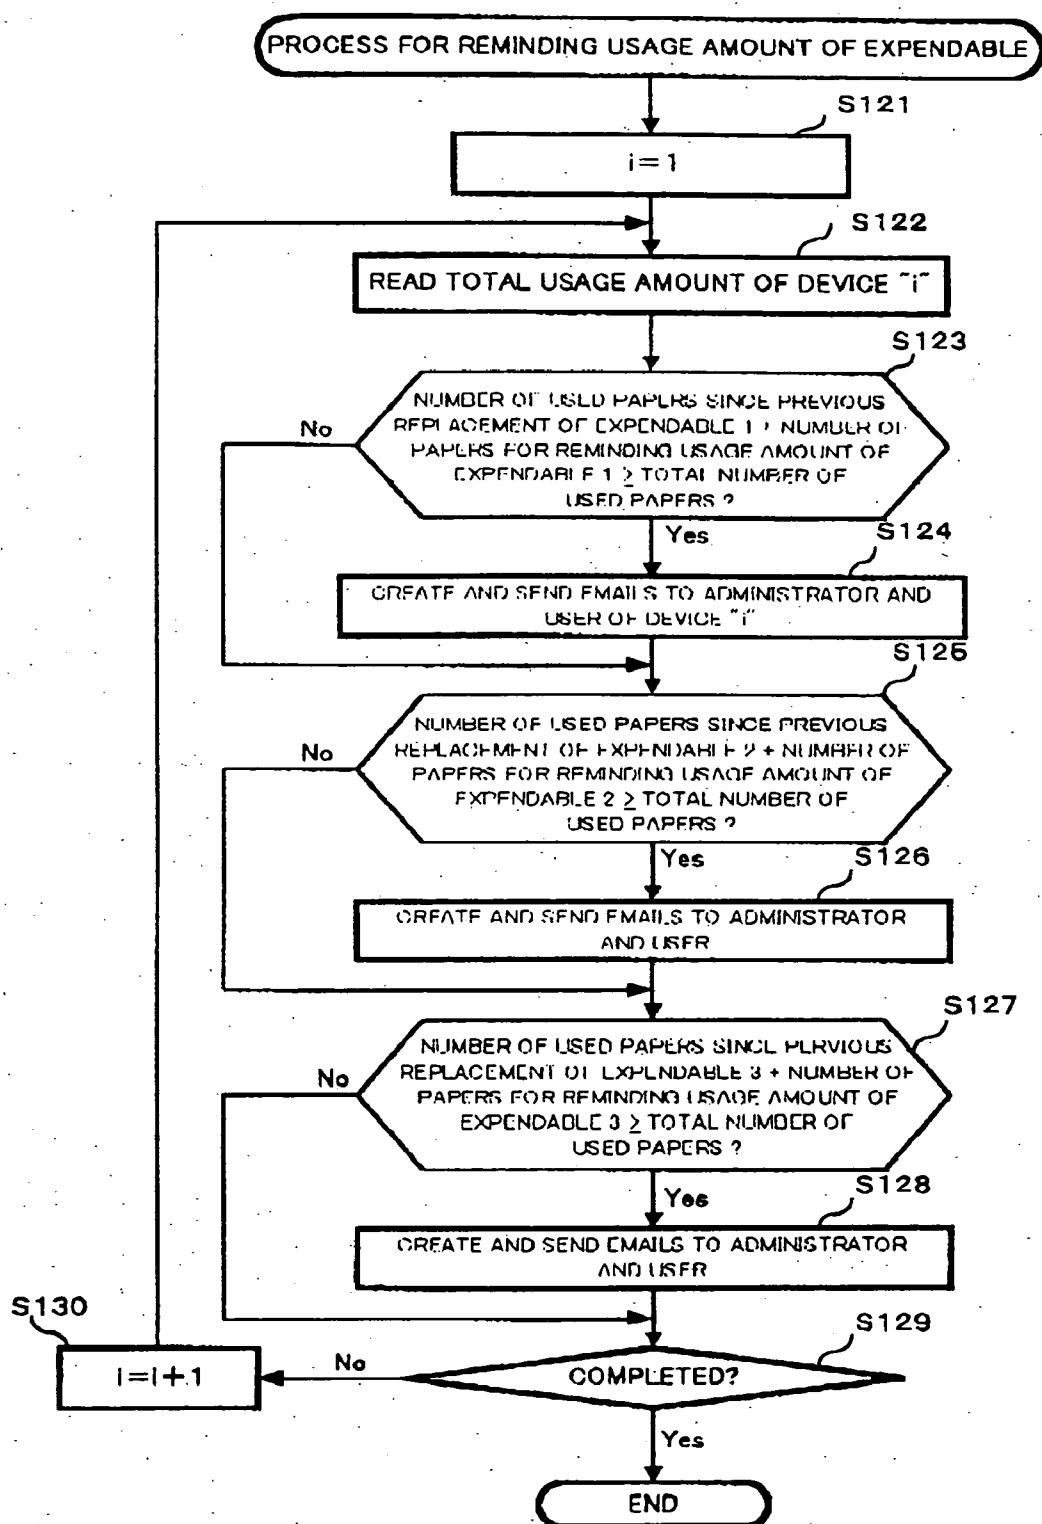 PROCESS FOR REMINDING USAGE AMOUNT OF EXPENDABLE
S121
i=1
S122
READ TOTAL USAGE AMOUNT OF DEVICE "i"
S123
NUMBER OF USED PAPERS SINCE PREVIOUS
REPLACEMENT OF EXPENDABLE 1 + NUMBER OF
PAPERS FOR REMINDING USAGE AMOUNT OF
EXPENDABLE 1 ≥ TOTAL NUMBER OF
USED PAPERS ?
No
Yes
S124
CREATE AND SEND EMAILS TO ADMINISTRATOR AND
USER OF DEVICE "i"
S125
NUMBER OF USED PAPERS SINCE PREVIOUS
REPLACEMENT OF EXPENDABLE 2 + NUMBER OF
PAPERS FOR REMINDING USAGE AMOUNT OF
EXPENDABLE 2 ≥ TOTAL NUMBER OF
USED PAPERS ?
No
Yes
S126
CREATE AND SEND EMAILS TO ADMINISTRATOR
AND USER
S127
NUMBER OF USED PAPERS SINCE PERVIOUS
REPLACEMENT OF EXPENDABLE 3 + NUMBER OF
PAPERS FOR REMINDING USAGE AMOUNT OF
EXPENDABLE 3 ≥ TOTAL NUMBER OF
USED PAPERS ?
No
Yes
S128
CREATE AND SEND EMAILS TO ADMINISTRATOR
AND USER
S129
COMPLETED?
No
S130
i=i+1
Yes
END